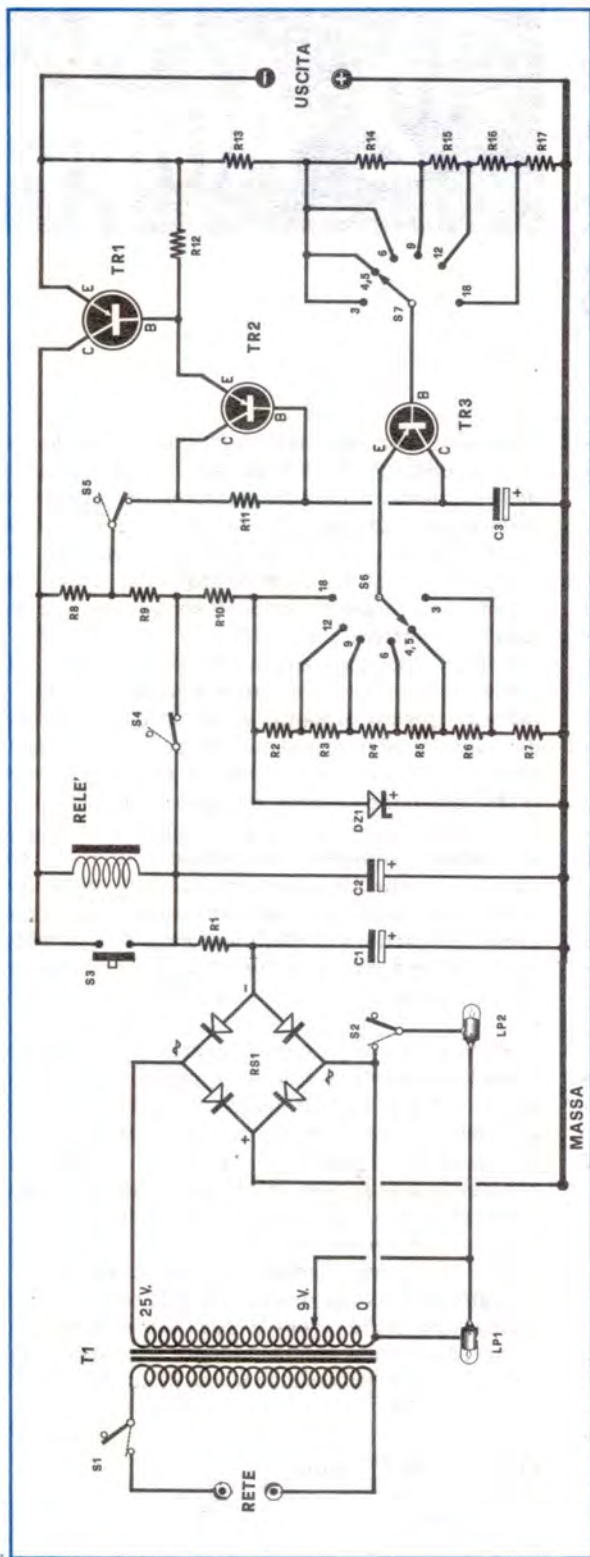 S1
RETE
T1
25 V.
9 V.
0
LP1
LP2
S2
RS1
+
−
MASSA
C1
+
R1
S3
RELE'
C2
+
DZ1
+
S4
R2
R3
R4
R5
R6
R7
R8
R9
R10
S5
18
12
9
6
4,5
3
S6
R11
C3
+
TR1
C
E
B
TR2
C
E
B
TR3
E
B
C
R12
S7
3
4,5
6
9
12
18
R13
R14
R15
R16
R17
USCITA
−
+